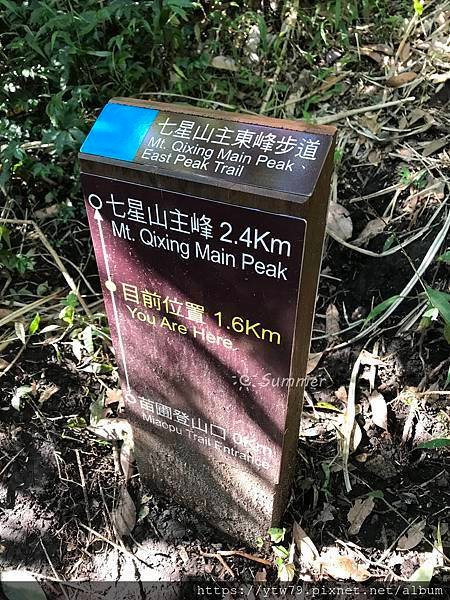 七星山主東峰步道
Mt. Qixing Main Peak、
East Peak Trail
七星山主峰 2.4Km
Mt. Qixing Main Peak
目前位置 1.6Km
You Are Here
苗圃登山口 0Km
Miaopu Trail Entrance
Summer
http://www.ytw79.pixnet.net/album